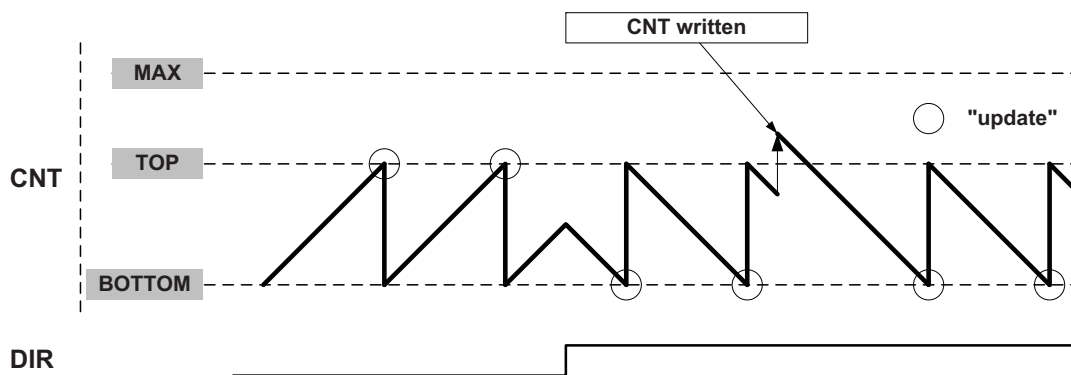 CNT written
MAX
"update"
TOP
CNT
BOTTOM
DIR